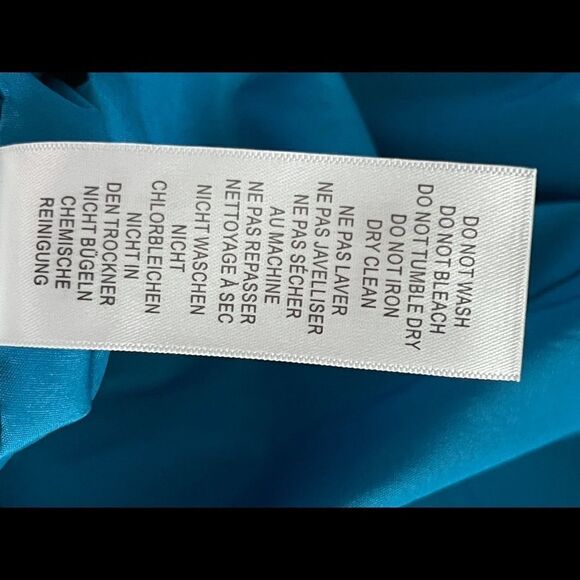 DO NOT WASH
DO NOT BLEACH
DO NOT TUMBLE DRY
DO NOT IRON
DRY CLEAN
NE PAS LAVER
NE PAS JAVELLISER
NE PAS SÉCHER
AU MACHINE
NE PAS REPASSER
NETTOYAGE À SEC
NICHT WASCHEN
NICHT
CHLORBLEICHEN
NICHT IN
DEN TROCKNER
NICHT BÜGELN
CHEMISCHE
REINIGUNG